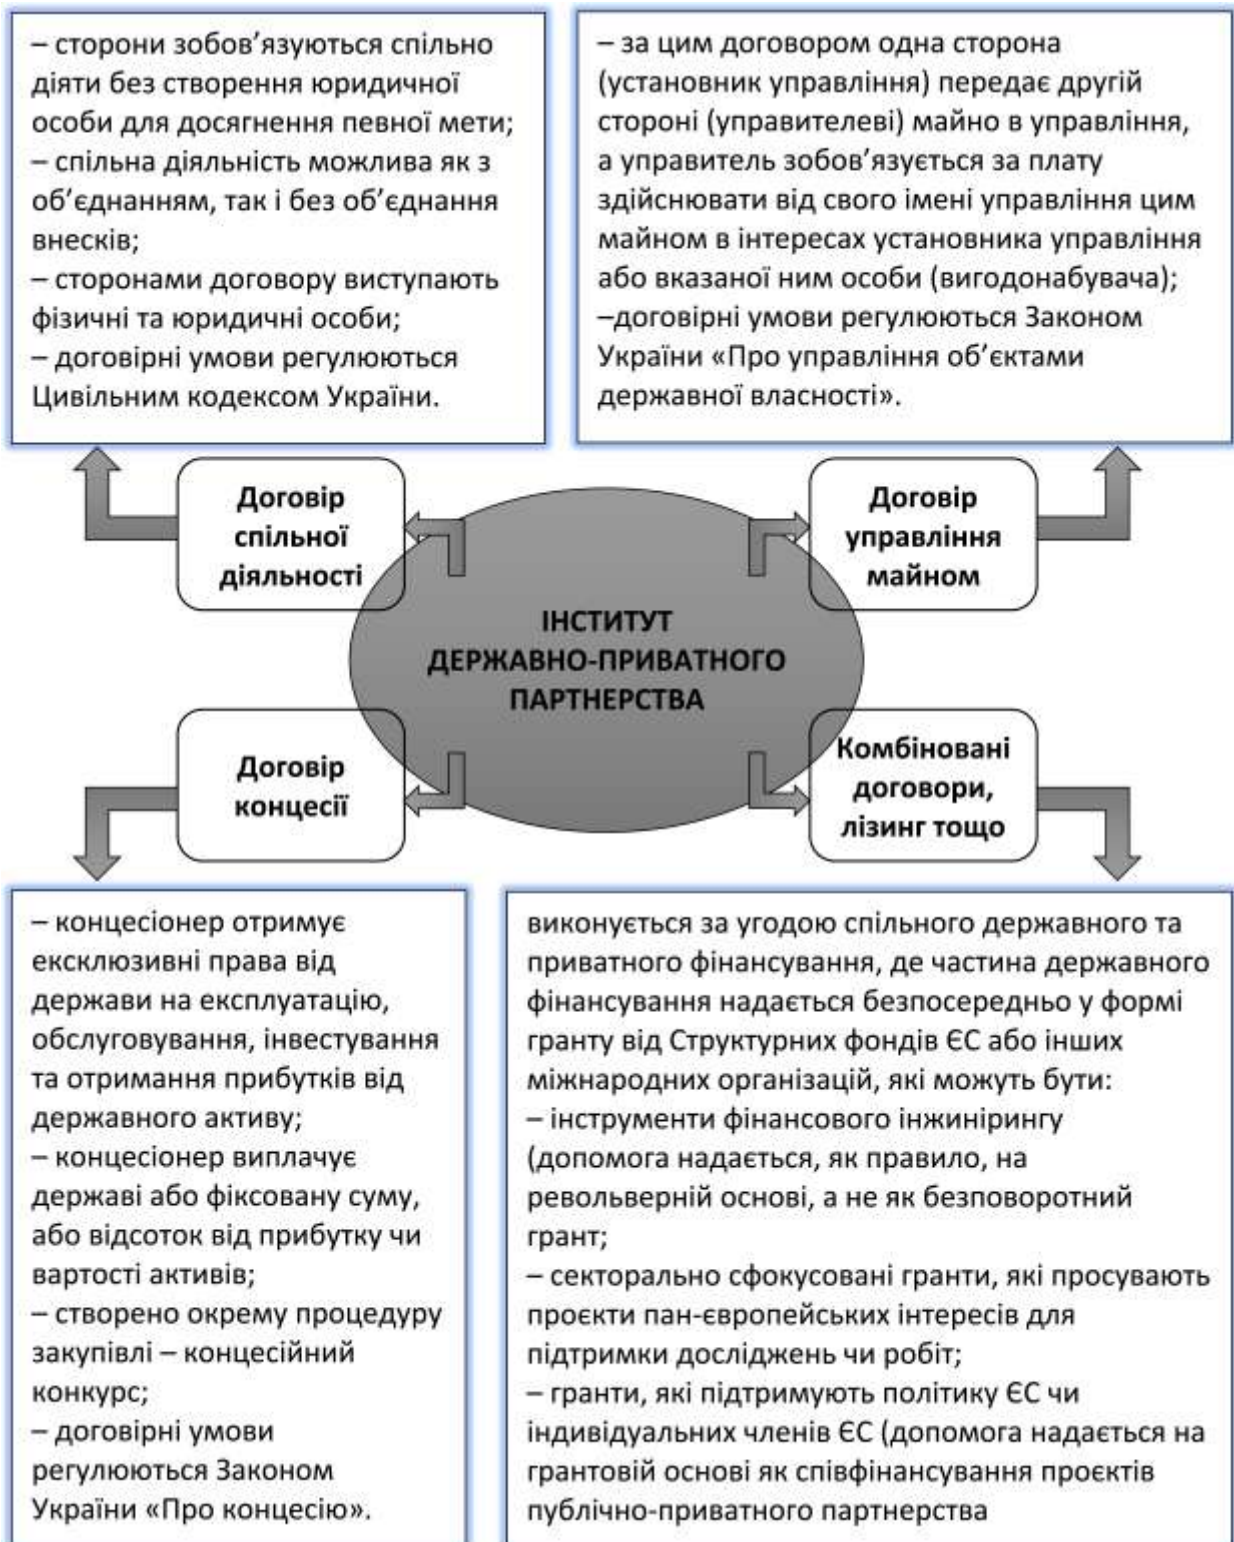 – сторони зобов’язуються спільно
діяти без створення юридичної
особи для досягнення певної мети;
– спільна діяльність можлива як з
об’єднанням, так і без об’єднання
внесків;
– сторонами договору виступають
фізичні та юридичні особи;
– договірні умови регулюються
Цивільним кодексом України.
– за цим договором одна сторона
(установник управління) передає другій
стороні (управителеві) майно в управління,
а управитель зобов’язується за плату
здійснювати від свого імені управління цим
майном в інтересах установника управління
або вказаної ним особи (вигодонабувача);
–договірні умови регулюються Законом
України «Про управління об’єктами
державної власності».
Договір
спільної
діяльності
Договір
управління
майном
ІНСТИТУТ
ДЕРЖАВНО-ПРИВАТНОГО
ПАРТНЕРСТВА
Договір
концесії
Комбіновані
договори,
лізинг тощо
– концесіонер отримує
ексклюзивні права від
держави на експлуатацію,
обслуговування, інвестування
та отримання прибутків від
державного активу;
– концесіонер виплачує
державі або фіксовану суму,
або відсоток від прибутку чи
вартості активів;
– створено окрему процедуру
закупівлі – концесійний
конкурс;
– договірні умови
регулюються Законом
України «Про концесію».
виконується за угодою спільного державного та
приватного фінансування, де частина державного
фінансування надається безпосередньо у формі
гранту від Структурних фондів ЄС або інших
міжнародних організацій, які можуть бути:
– інструменти фінансового інжинірингу
(допомога надається, як правило, на
револьверній основі, а не як безповоротний
грант;
– секторально сфокусовані гранти, які просувають
проєкти пан-європейських інтересів для
підтримки досліджень чи робіт;
– гранти, які підтримують політику ЄС чи
індивідуальних членів ЄС (допомога надається на
грантовій основі як співфінансування проєктів
публічно-приватного партнерства